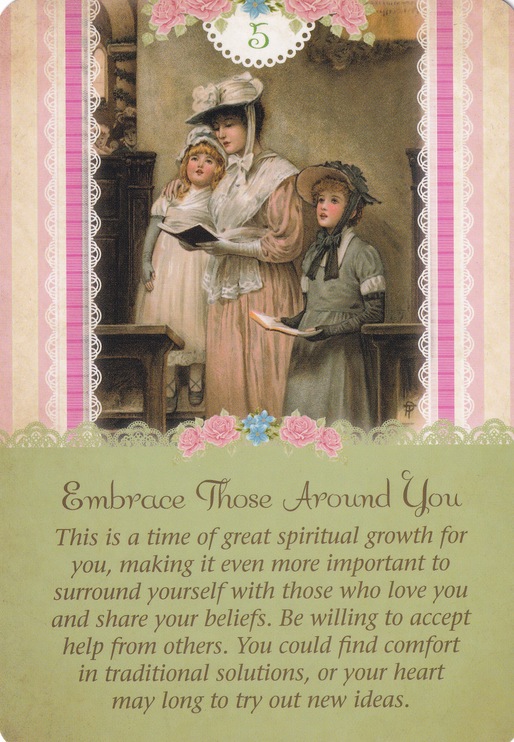 5
Embrace Those Around You
This is a time of great spiritual growth for
you, making it even more important to
surround yourself with those who love you
and share your beliefs. Be willing to accept
help from others. You could find comfort
in traditional solutions, or your heart
may long to try out new ideas.